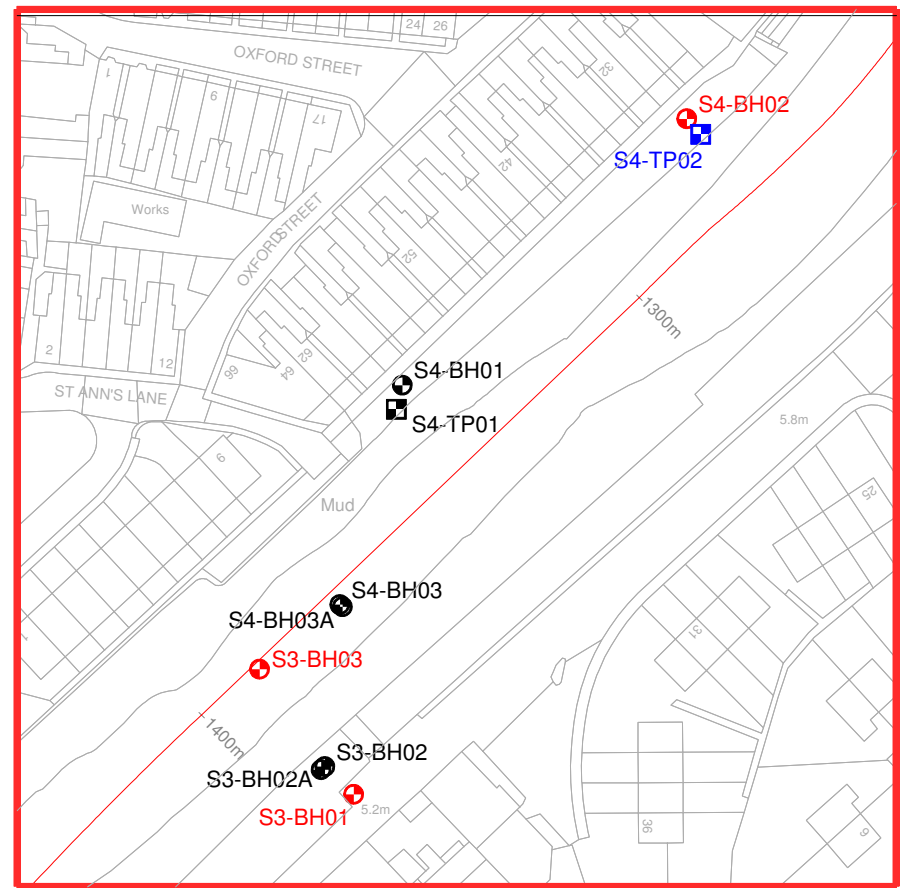 24
26
OXFORD STREET
1
9
17
32
S4-BH02
S4-TP02
42
Works
OXFORD STREET
52
1300m
2
12
62
64
66
S4-BH01
ST ANN'S LANE
S4-TP01
5.8m
9
25
Mud
S4-BH03
S4-BH03A
31
S3-BH03
1400m
S3-BH02
S3-BH02A
5.2m
S3-BH01
36